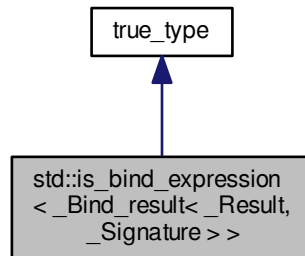 true_type
std::is_bind_expression
< _Bind_result< _Result,
_Signature > >